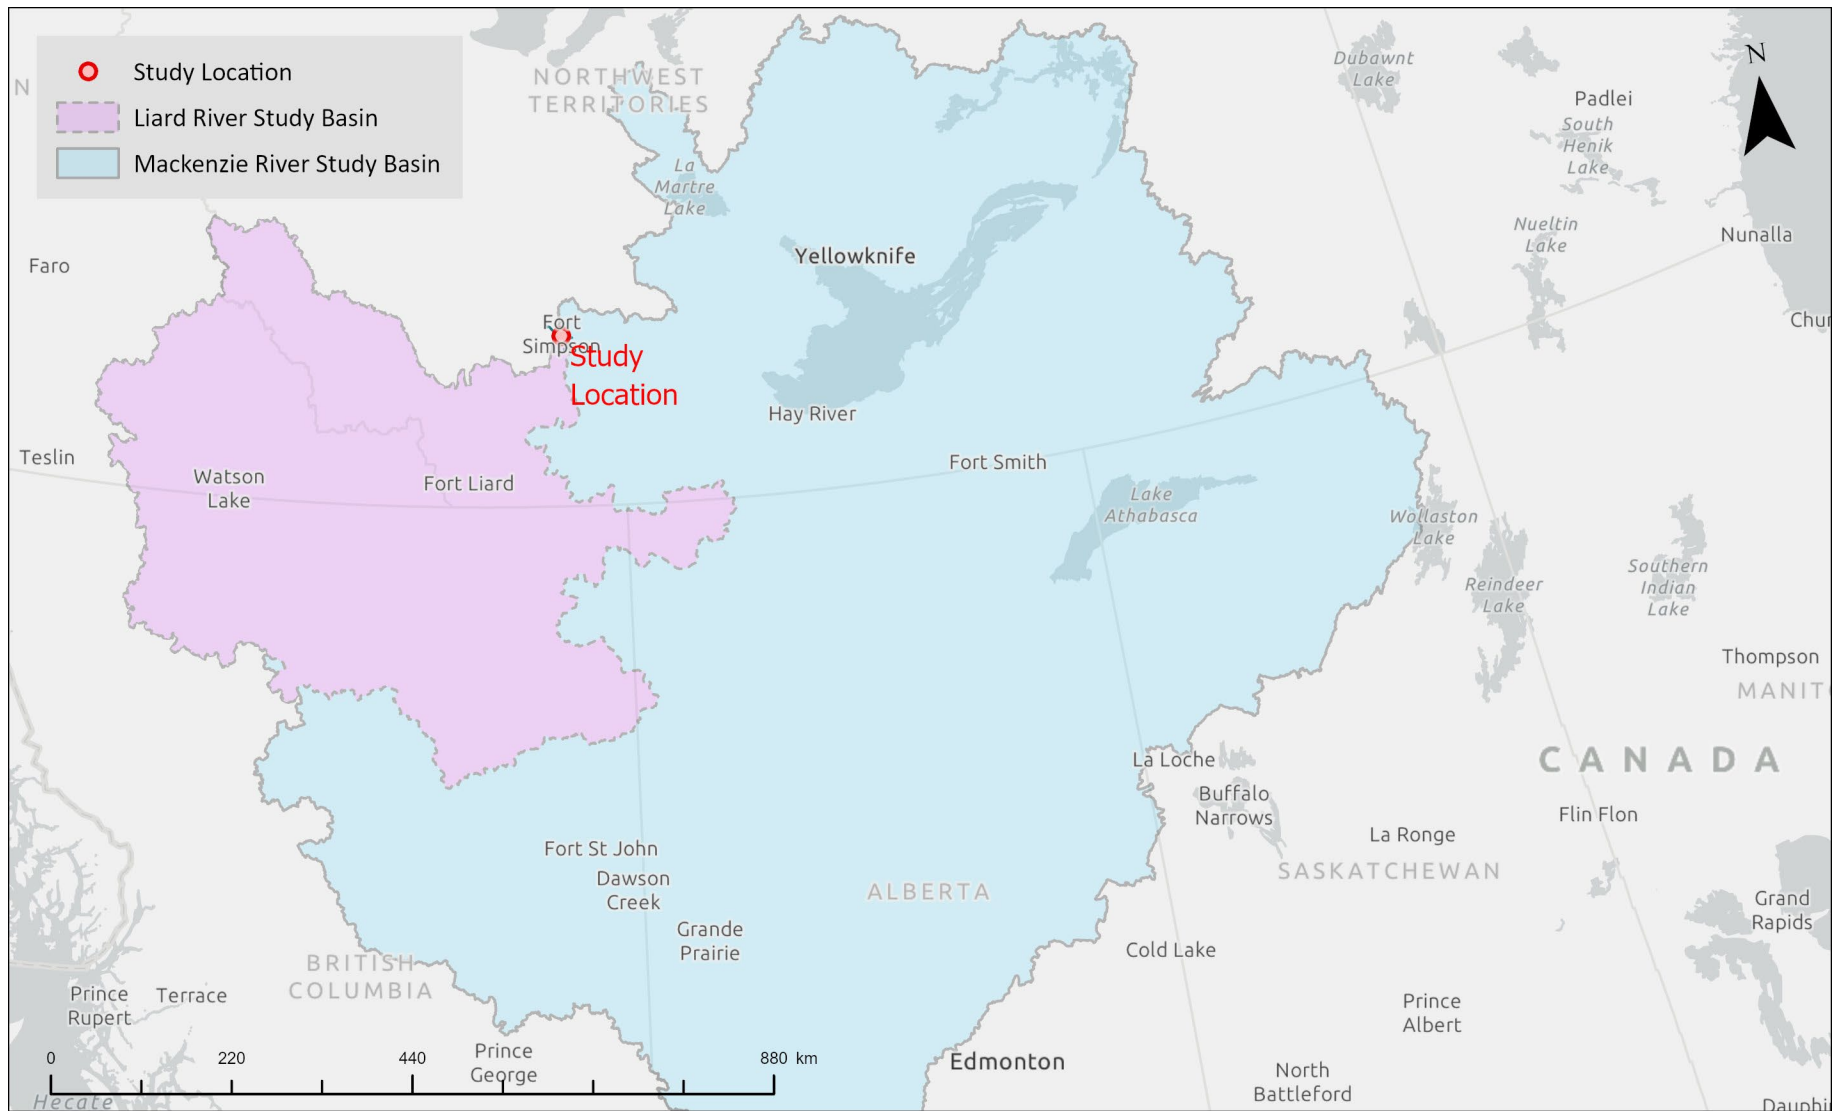 Study Location
Liard River Study Basin
Mackenzie River Study Basin
N
N
NORTHWEST
TERRITORIES
Dubawnt
Lake
Padlei
South
Henik
Lake
La
Martre
Lake
Nueltin
Lake
Nunalla
Faro
Yellowknife
Fort
Simpson
Study
Location
Chur
Hay River
Teslin
Watson
Lake
Fort Liard
Fort Smith
Lake
Athabasca
Wollaston
Lake
Reindeer
Lake
Southern
Indian
Lake
Thompson
MANIT
La Loche
CANADA
Buffalo
Narrows
Flin Flon
La Ronge
SASKATCHEWAN
Fort St John
Dawson
Creek
ALBERTA
Grand
Rapids
Grande
Prairie
Cold Lake
BRITISH
COLUMBIA
Prince
Rupert
Terrace
Prince
Albert
Prince
George
Edmonton
North
Battleford
0 220 440 880 km
Hecate
Dauphi